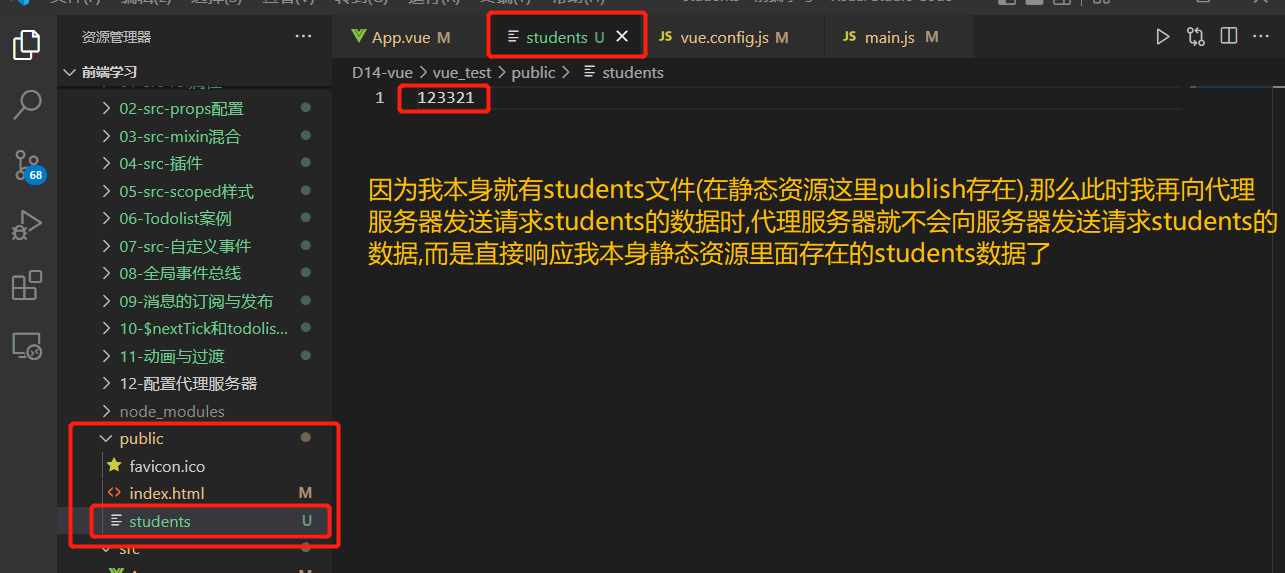 资源管理器
App.vue M
students U
JS vue.config.js M
JS main.js M
前端学习
D14-vue > vue_test > public > students
1 123321
02-src-props配置
03-src-mixin混合
04-src-插件
05-src-scoped样式
06-Todolist案例
07-src-自定义事件
08-全局事件总线
09-消息的订阅与发布
10-$nextTick和todolis...
11-动画与过渡
12-配置代理服务器
node_modules
public
favicon.ico
index.html M
students U
src
68
因为我本身就有students文件(在静态资源这里publish存在),那么此时我再向代理
服务器发送请求students的数据时,代理服务器就不会向服务器发送请求students的
数据,而是直接响应我本身静态资源里面存在的students数据了